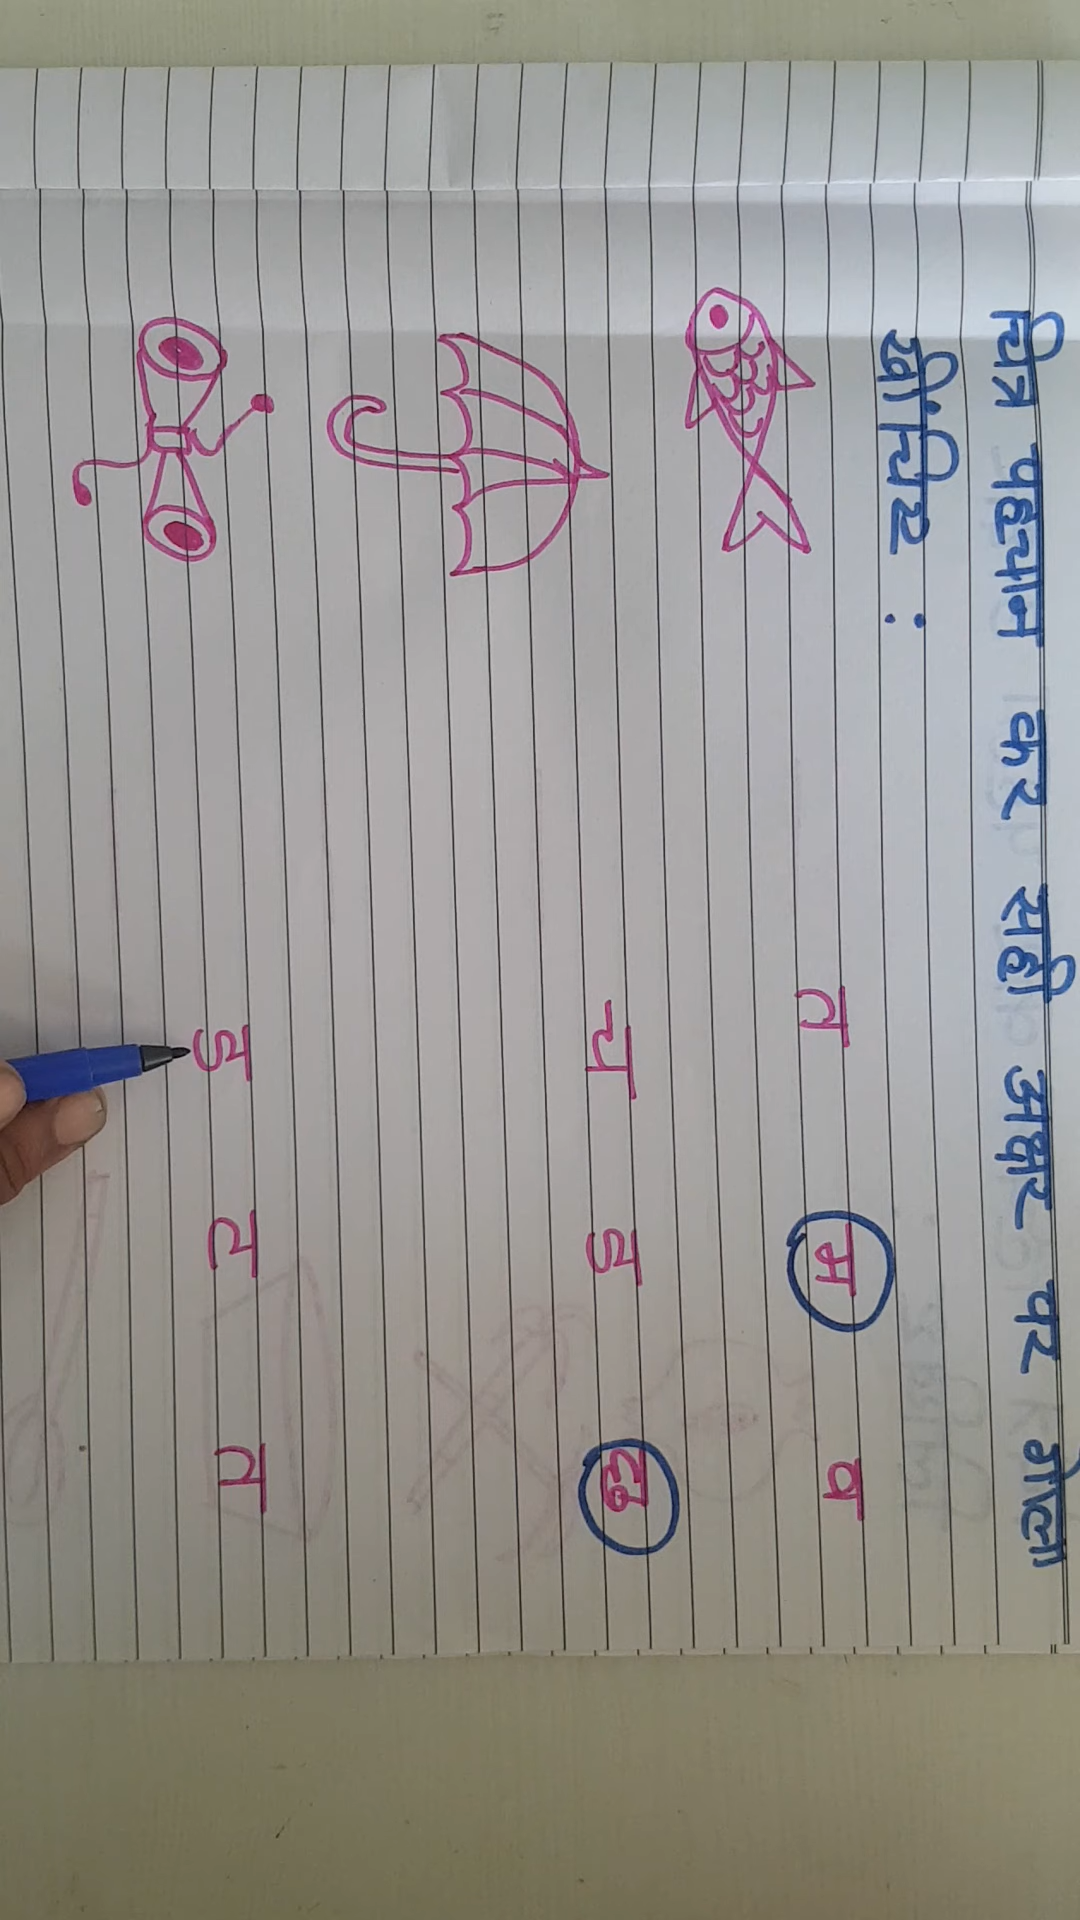 चित्र पहचान कर सही अक्षर पर गोला
खींचिए :
त म ब
च ड छ
ड ट त